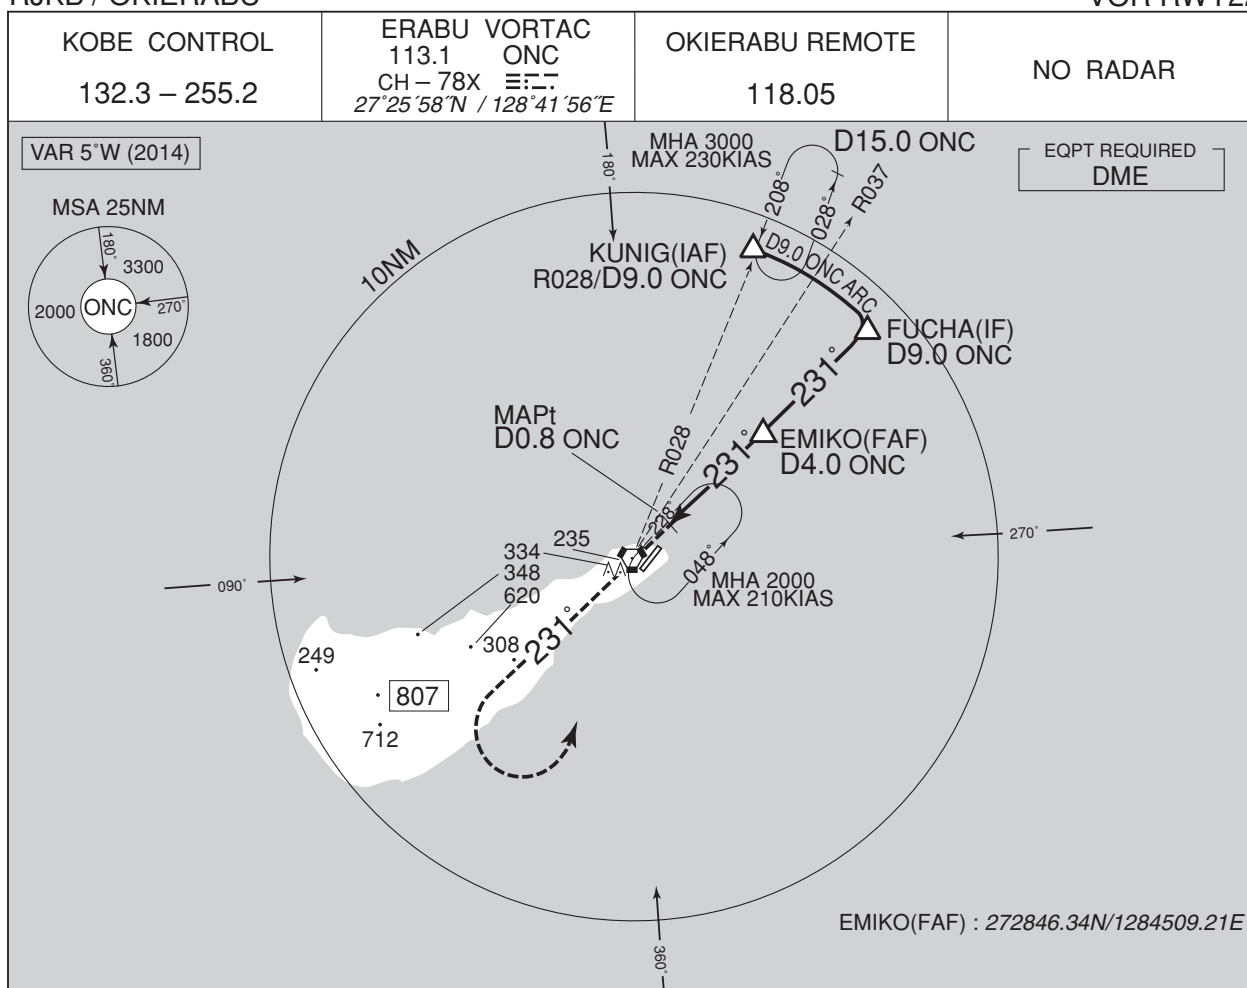 KOBE CONTROL
132.3 – 255.2
ERABU VORTAC
113.1 ONC
CH – 78X
27°25´58˝N / 128°41´56˝E
OKIERABU REMOTE
118.05
NO RADAR
VAR 5°W (2014)
MSA 25NM
180°
3300
2000
ONC
270°
1800
360°
180°
MHA 3000
MAX 230KIAS
D15.0 ONC
EQPT REQUIRED
DME
208°
028°
R037
10NM
KUNIG(IAF)
R028/D9.0 ONC
D9.0 ONC ARC
FUCHA(IF)
D9.0 ONC
231°
MAPt
D0.8 ONC
R028
EMIKO(FAF)
D4.0 ONC
231°
228°
270°
235
334
348
620
048°
MHA 2000
MAX 210KIAS
090°
231°
308
249
807
712
EMIKO(FAF) : 272846.34N/1284509.21E
360°